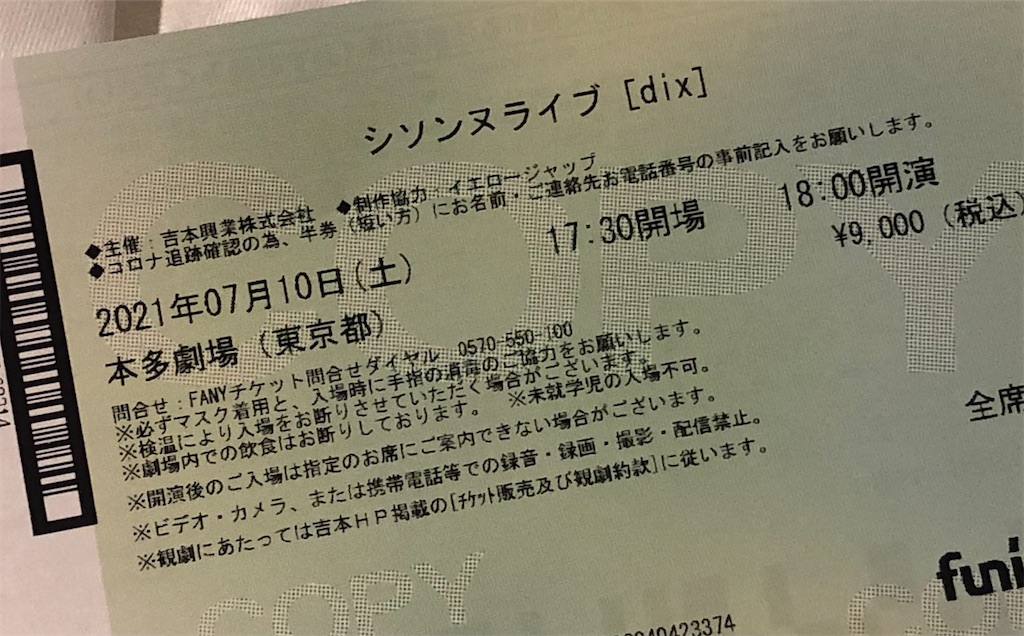 シソンヌライブ [dix]
◆主催：吉本興業株式会社　◆制作協力：イエロージャップ
◆コロナ追跡確認の為、半券（短い方）にお名前・ご連絡先お電話番号の事前記入をお願いします。
2021年07月10日(土)　17:30開場　18:00開演
本多劇場（東京都）　¥9,000（税込）
問合せ：FANYチケット問合せダイヤル　0570-550-100
※必ずマスク着用と、入場時に手指の消毒のご協力をお願いします。
※検温により入場をお断りさせていただく場合がございます。
※劇場内での飲食はお断りしております。　※未就学児の入場不可。
※開演後のご入場は指定のお席にご案内できない場合がございます。
※ビデオ・カメラ、または携帯電話等での録音・録画・撮影・配信禁止。
※観劇にあたっては吉本HP掲載の[ﾁｹｯﾄ販売及び観劇約款]に従います。
全席
COPY
COPY
funi